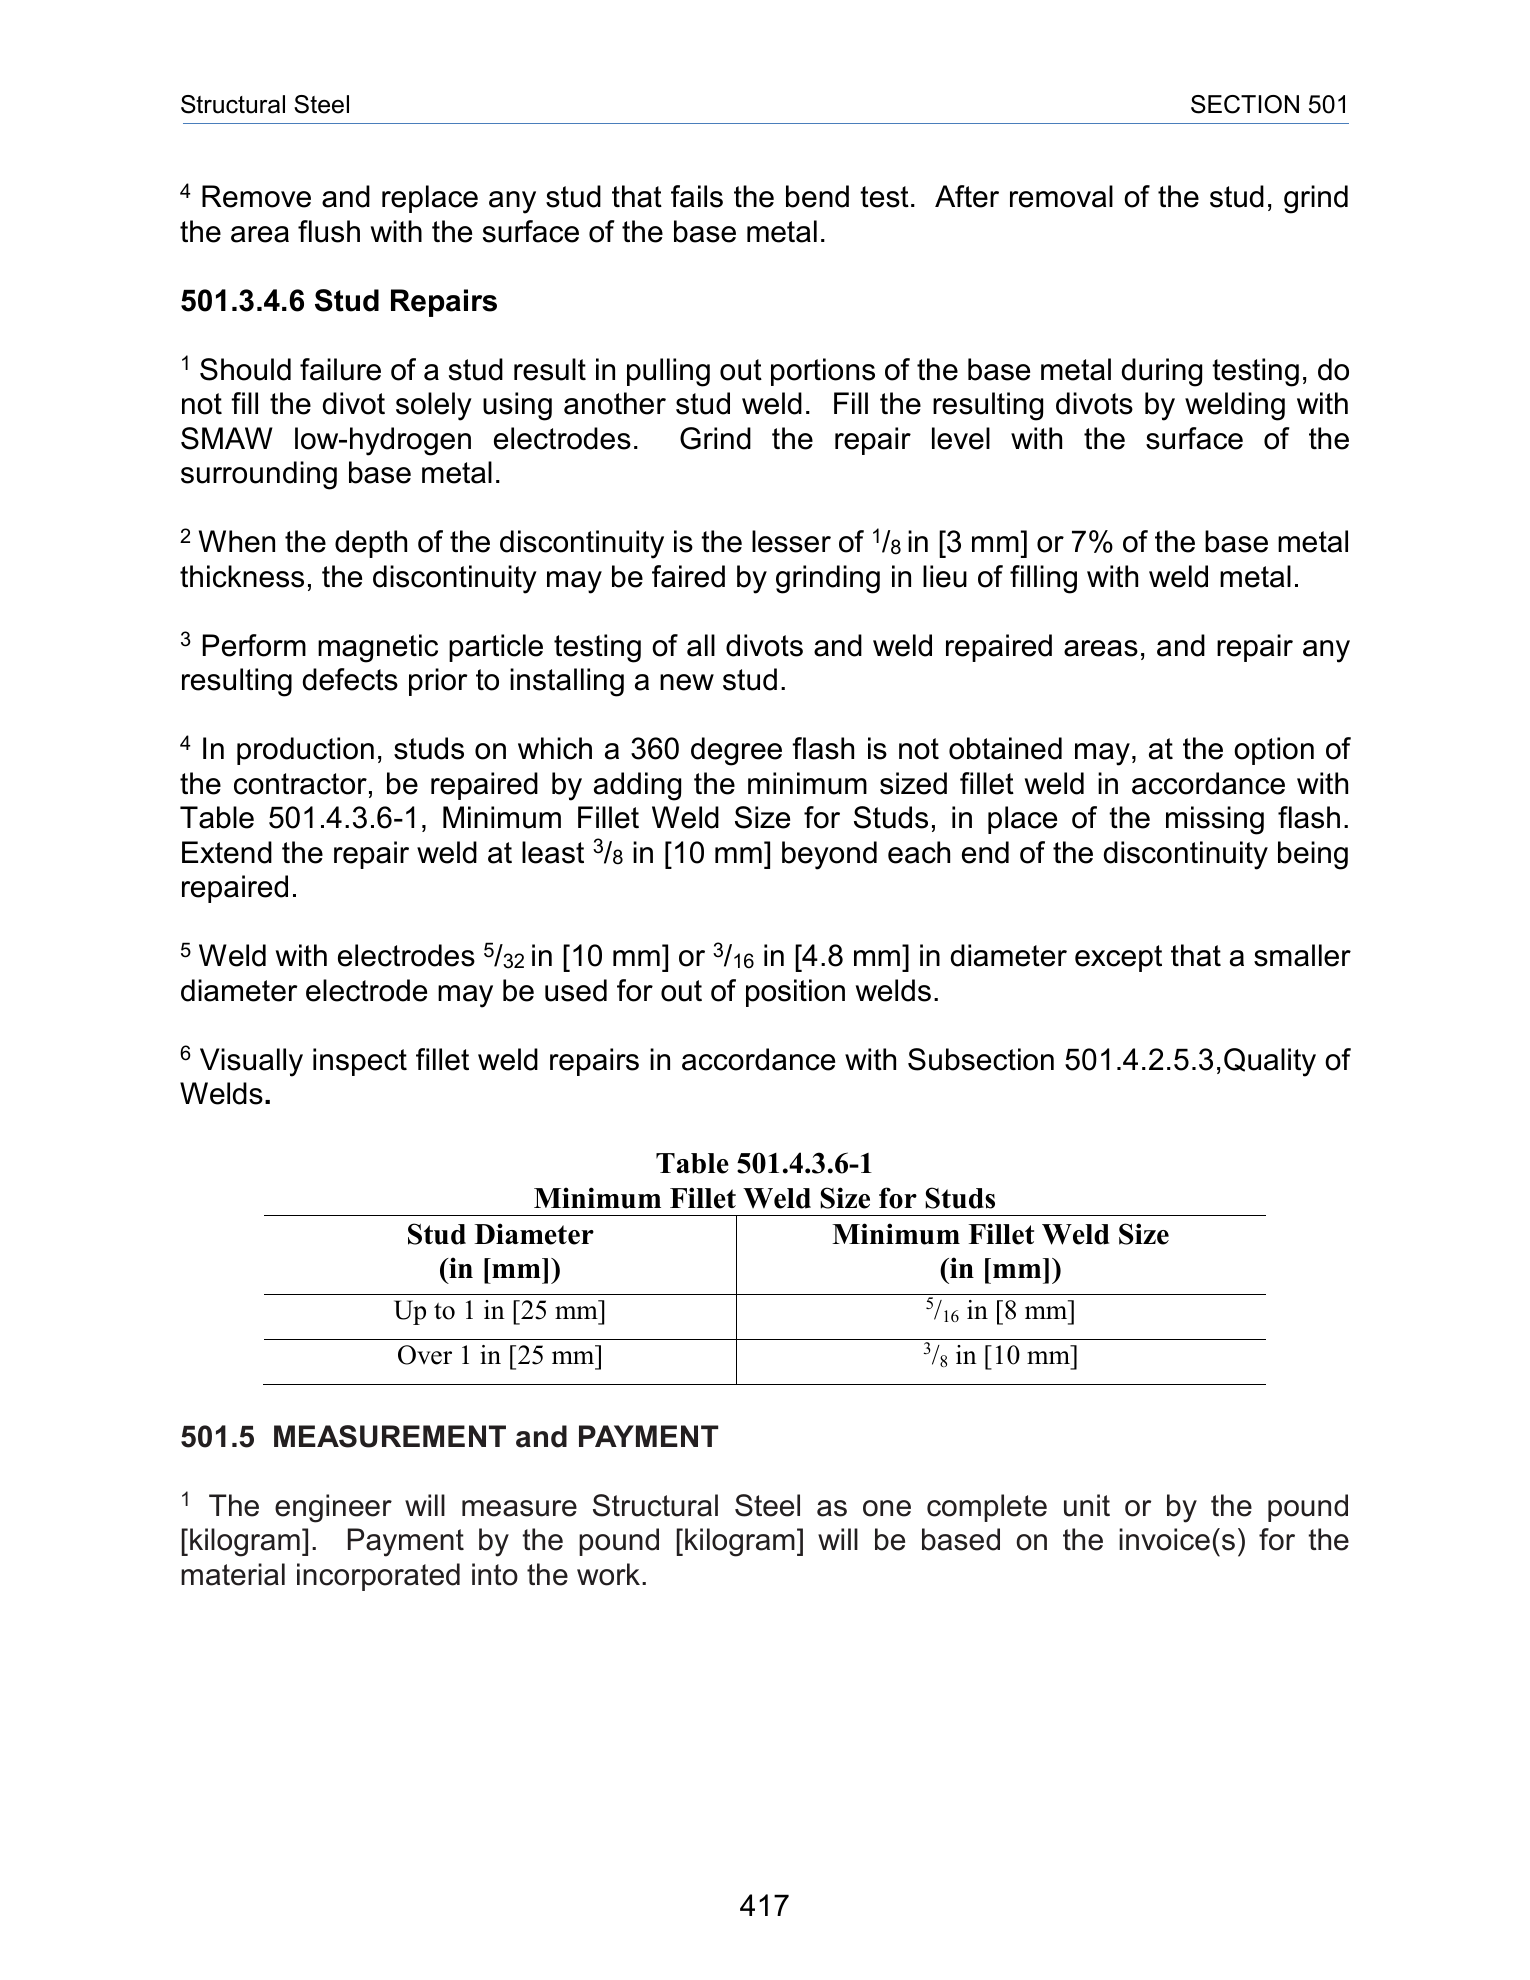 Structural Steel SECTION 501
4 Remove and replace any stud that fails the bend test. After removal of the stud, grind
the area flush with the surface of the base metal.
501.3.4.6 Stud Repairs
1 Should failure of a stud result in pulling out portions of the base metal during testing, do
not fill the divot solely using another stud weld. Fill the resulting divots by welding with
SMAW low-hydrogen electrodes. Grind the repair level with the surface of the
surrounding base metal.
2 When the depth of the discontinuity is the lesser of 1/8 in [3 mm] or 7% of the base metal
thickness, the discontinuity may be faired by grinding in lieu of filling with weld metal.
3 Perform magnetic particle testing of all divots and weld repaired areas, and repair any
resulting defects prior to installing a new stud.
4 In production, studs on which a 360 degree flash is not obtained may, at the option of
the contractor, be repaired by adding the minimum sized fillet weld in accordance with
Table 501.4.3.6-1, Minimum Fillet Weld Size for Studs, in place of the missing flash.
Extend the repair weld at least 3/8 in [10 mm] beyond each end of the discontinuity being
repaired.
5 Weld with electrodes 5/32 in [10 mm] or 3/16 in [4.8 mm] in diameter except that a smaller
diameter electrode may be used for out of position welds.
6 Visually inspect fillet weld repairs in accordance with Subsection 501.4.2.5.3,Quality of
Welds.
Table 501.4.3.6-1
Minimum Fillet Weld Size for Studs
Stud Diameter Minimum Fillet Weld Size
(in [mm]) (in [mm])
Up to 1 in [25 mm] 5/16 in [8 mm]
Over 1 in [25 mm] 3/8 in [10 mm]
501.5 MEASUREMENT and PAYMENT
1 The engineer will measure Structural Steel as one complete unit or by the pound
[kilogram]. Payment by the pound [kilogram] will be based on the invoice(s) for the
material incorporated into the work.
417